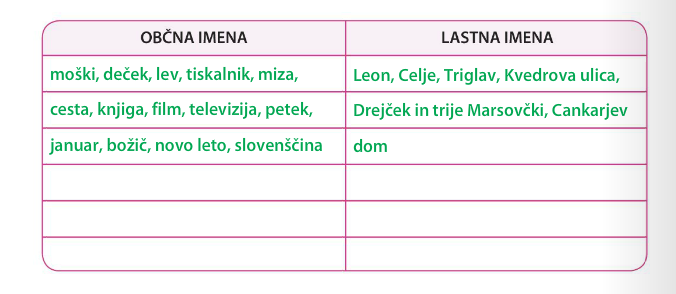 OBČNA IMENA
LASTNA IMENA
moški, deček, lev, tiskalnik, miza,
Leon, Celje, Triglav, Kvedrova ulica,
cesta, knjiga, film, televizija, petek,
Drejček in trije Marsovčki, Cankarjev
januar, božič, novo leto, slovenščina
dom